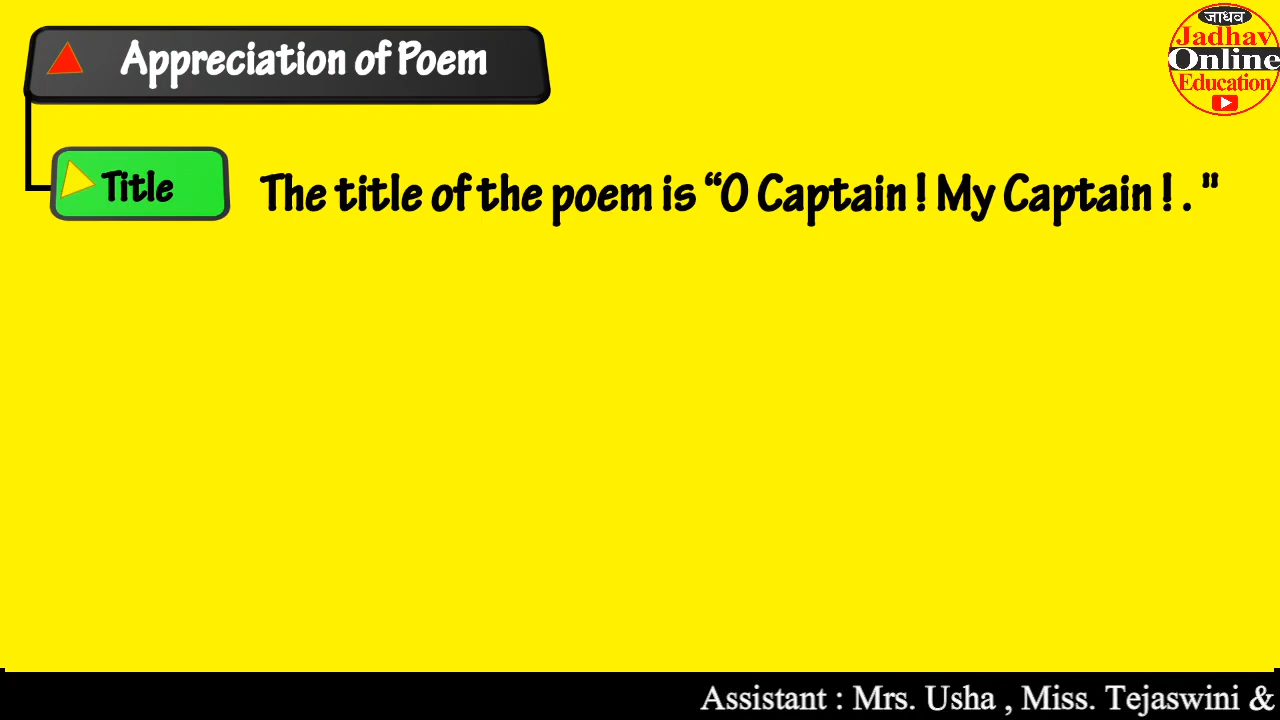 Appreciation of Poem
जाधव
Jadhav
Online
Education
Title
The title of the poem is “O Captain ! My Captain ! . "
Assistant : Mrs. Usha , Miss. Tejaswini &